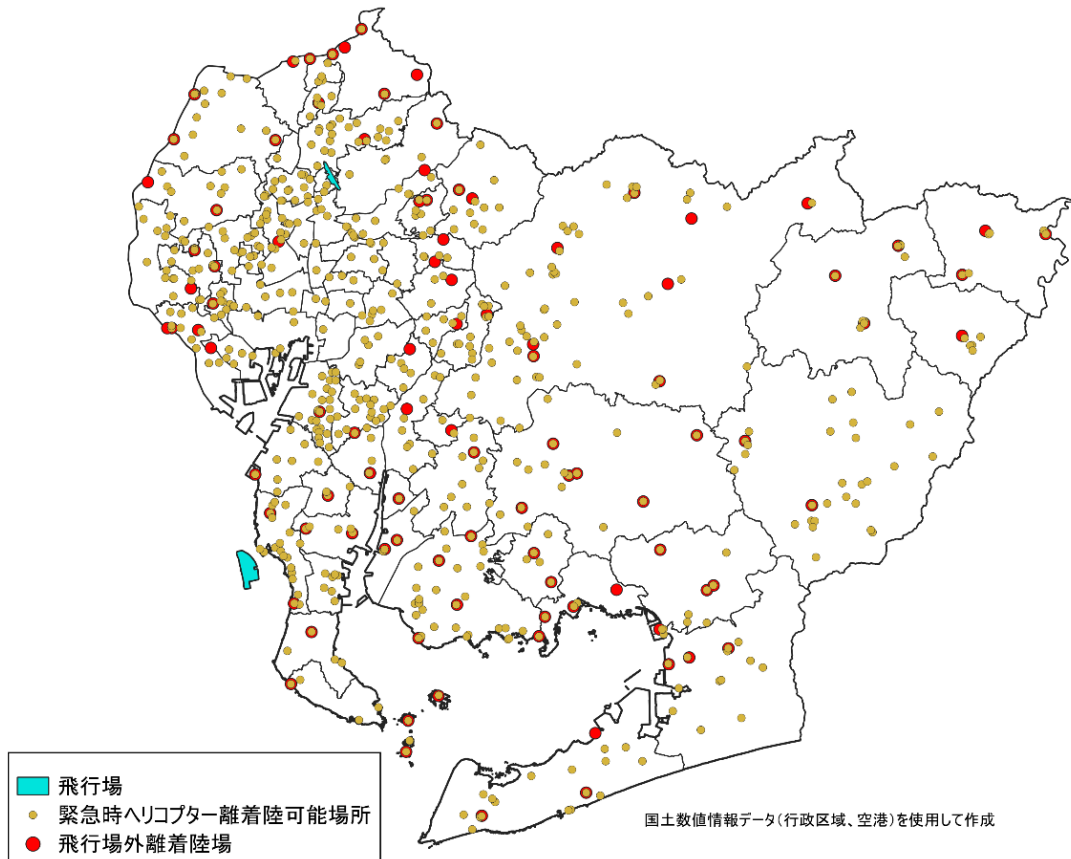 飛行場
緊急時ヘリコプター離着陸可能場所
飛行場外離着陸場
国土数値情報データ(行政区域、空港)を使用して作成